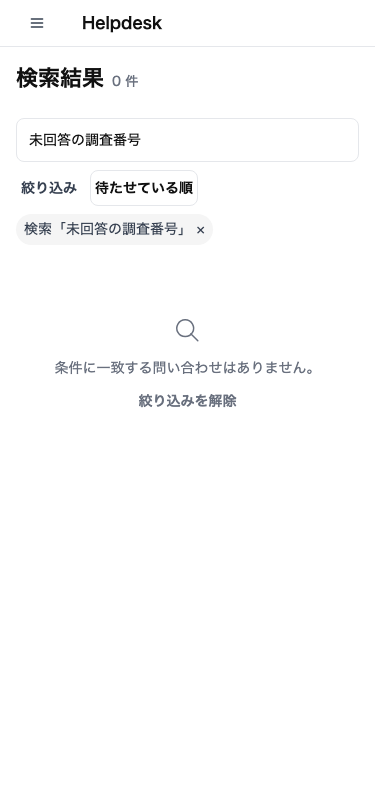 Helpdesk
検索結果 0 件
未回答の調査番号
絞り込み 待たせている順
検索「未回答の調査番号」 ×
条件に一致する問い合わせはありません。
絞り込みを解除